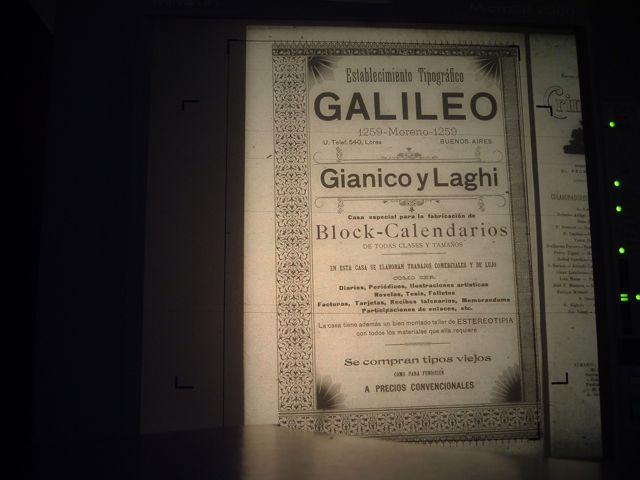 Establecimiento Tipográfico
GALILEO
1259-Moreno-1259
U. Telef. 540, Lorea BUENOS AIRES
Gianico y Laghi
Casa especial para la fabricación de
Block-Calendarios
DE TODAS CLASES Y TAMAÑOS
EN ESTA CASA SE ELABORAN TRABAJOS COMERCIALES Y DE LUJO
COMO SER:
Diarios, Periódicos, Ilustraciones artísticas
Novelas, Tesis, Folletos
Facturas, Tarjetas, Recibos talonarios, Memorandums
Participaciones de enlaces, etc.
La casa tiene además un bien montado taller de ESTEREOTIPIA
con todos los materiales que ella requiere
Se compran tipos viejos
COMO PARA FUNDICIÓN
A PRECIOS CONVENCIONALES
COLABORADORES